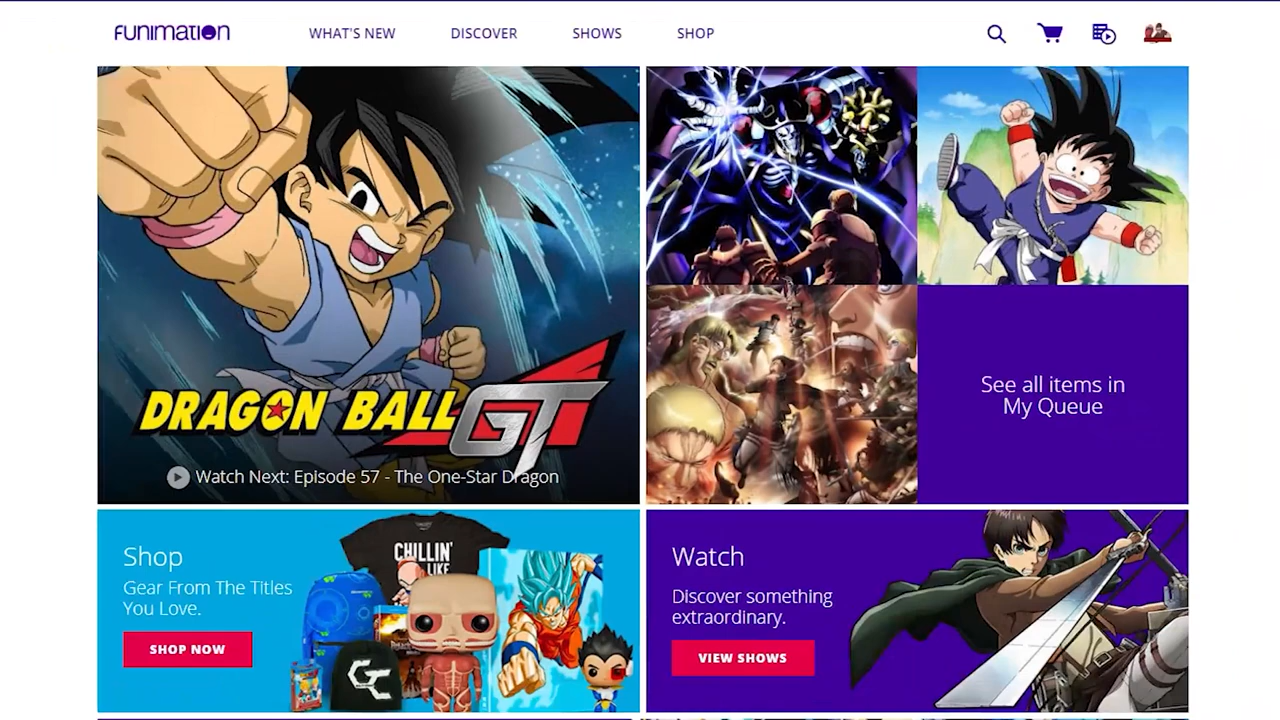 FUNIMATION
WHAT'S NEW
DISCOVER
SHOWS
SHOP
DRAGON BALL GT
Watch Next: Episode 57 - The One-Star Dragon
See all items in
My Queue
Shop
Gear From The Titles
You Love.
SHOP NOW
CHILLIN'
LIKE
GC
Watch
Discover something
extraordinary.
VIEW SHOWS